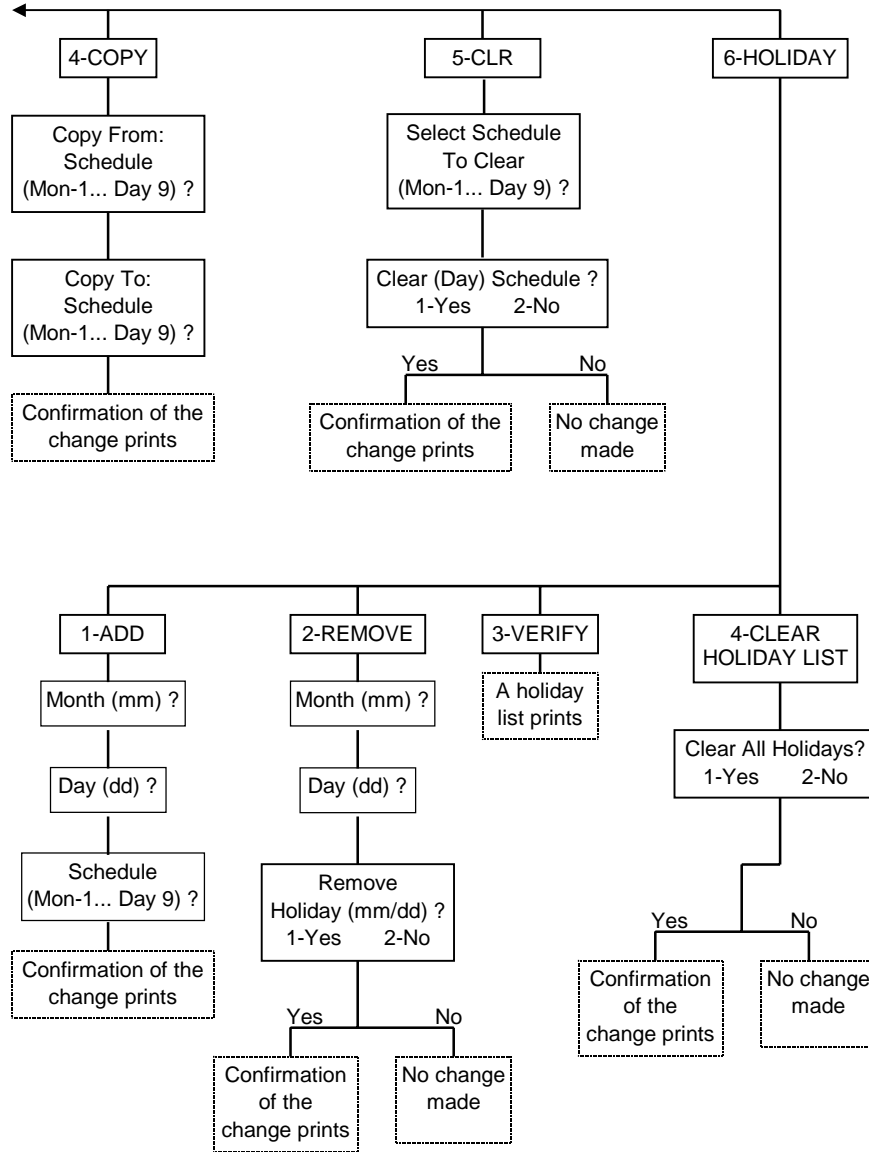 4-COPY
5-CLR
6-HOLIDAY
Copy From:
Schedule
(Mon-1... Day 9) ?
Select Schedule
To Clear
(Mon-1... Day 9) ?
Copy To:
Schedule
(Mon-1... Day 9) ?
Clear (Day) Schedule ?
1-Yes 2-No
Yes
No
Confirmation of the
change prints
Confirmation of the
change prints
No change
made
1-ADD
2-REMOVE
3-VERIFY
4-CLEAR
HOLIDAY LIST
Month (mm) ?
Month (mm) ?
A holiday
list prints
Clear All Holidays?
1-Yes 2-No
Day (dd) ?
Day (dd) ?
Schedule
(Mon-1... Day 9) ?
Remove
Holiday (mm/dd) ?
1-Yes 2-No
Yes
No
Confirmation of the
change prints
Confirmation
of the
change prints
No change
made
Yes
No
Confirmation
of the
change prints
No change
made